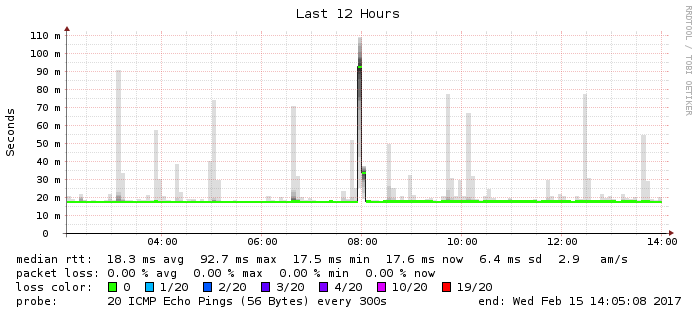 Last 12 Hours
RRDTOOL / TOBI OETIKER
Seconds
110 m
100 m
90 m
80 m
70 m
60 m
50 m
40 m
30 m
20 m
10 m
0
04:00 06:00 08:00 10:00 12:00 14:00
median rtt: 18.3 ms avg 92.7 ms max 17.5 ms min 17.6 ms now 6.4 ms sd 2.9 am/s
packet loss: 0.00 % avg 0.00 % max 0.00 % min 0.00 % now
loss color: 0 1/20 2/20 3/20 4/20 10/20 19/20
probe: 20 ICMP Echo Pings (56 Bytes) every 300s end: Wed Feb 15 14:05:08 2017